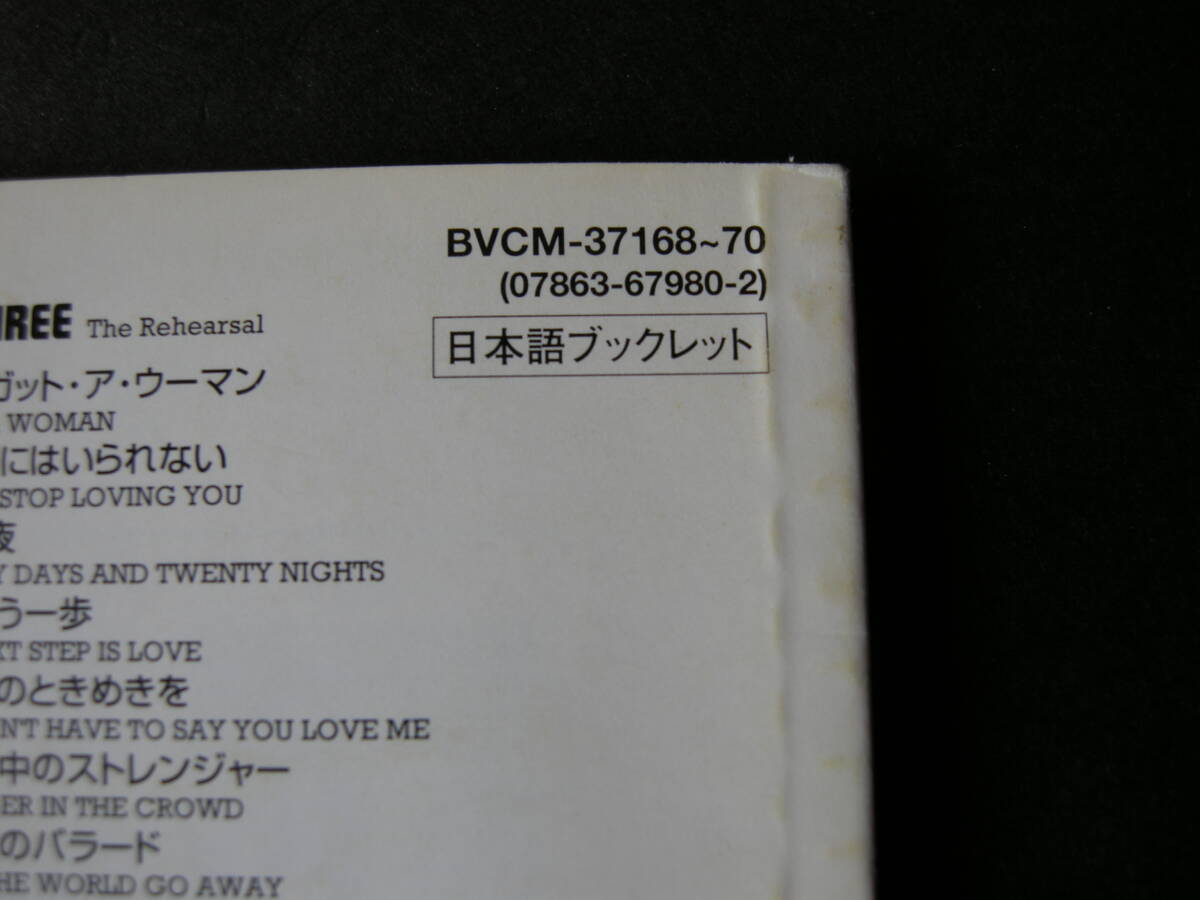 BVCM-37168~70
(07863-67980-2)
日本語ブックレット
The Rehearsal
ガット・ア・ウーマン
WOMAN
にはいられない
STOP LOVING YOU
夜
DAYS AND TWENTY NIGHTS
う一歩
STEP IS LOVE
のときめきを
HAVE TO SAY YOU LOVE ME
中のストレンジャー
IN THE CROWD
のバラード
WORLD GO AWAY